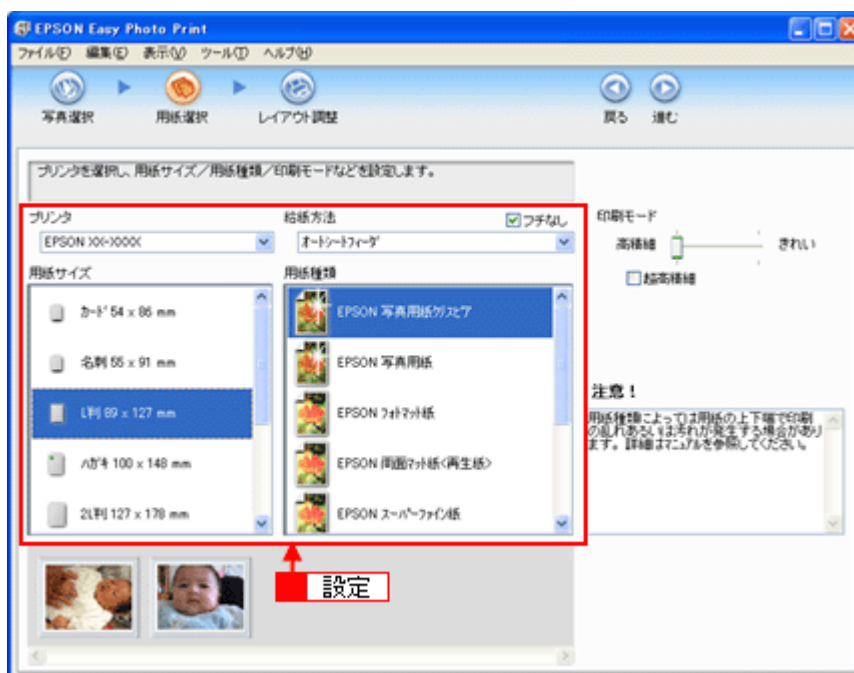 EPSON Easy Photo Print
ファイル(F) 編集(E) 表示(V) ツール(T) ヘルプ(H)
写真選択 用紙選択 レイアウト調整 戻る 進む
プリンタを選択し、用紙サイズ/用紙種類/印刷モードなどを設定します。
プリンタ
EPSON XX-XXXX
給紙方法
フチなし
オートシートフィーダ
用紙サイズ
カード 54 x 86 mm
名刺 55 x 91 mm
L判 89 x 127 mm
ハガキ 100 x 148 mm
2L判 127 x 178 mm
用紙種類
EPSON 写真用紙クリスピア
EPSON 写真用紙
EPSON フォトマット紙
EPSON 両面マット紙<再生紙>
EPSON スーパーファイン紙
印刷モード
高精細 きれい
超高精細
注意!
用紙種類によっては用紙の上下端で印刷
の乱れあるいは汚れが発生する場合があり
ます。詳細はマニュアルを参照してください。
設定